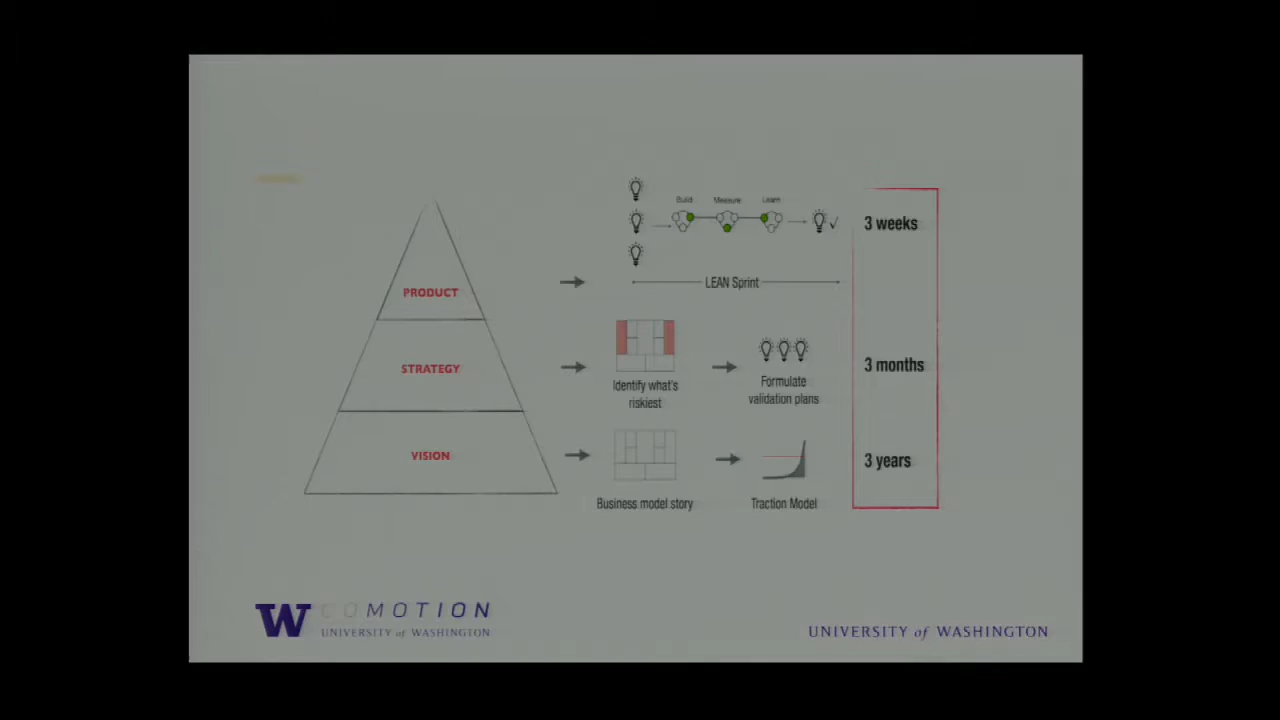 Build Measure Learn
3 weeks
LEAN Sprint
PRODUCT
STRATEGY
Identify what's
riskiest
Formulate
validation plans
3 months
VISION
Business model story
Traction Model
3 years
W COMOTION
UNIVERSITY of WASHINGTON
UNIVERSITY of WASHINGTON